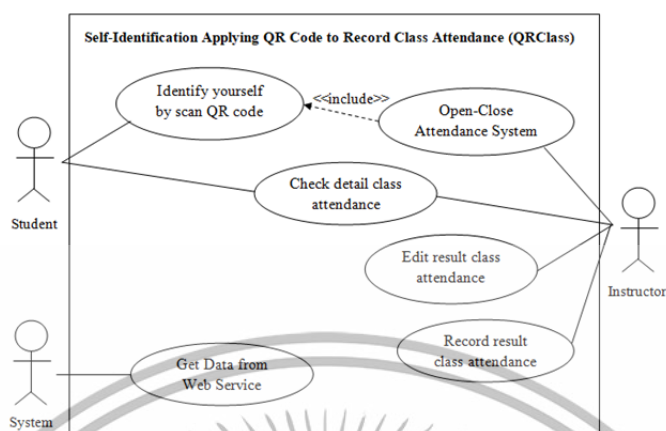 Self-Identification Applying QR Code to Record Class Attendance (QRClass)
Identify yourself
by scan QR code
<<include>>
Open-Close
Attendance System
Student
Check detail class
attendance
Edit result class
attendance
Instructor
Record result
class attendance
Get Data from
Web Service
System